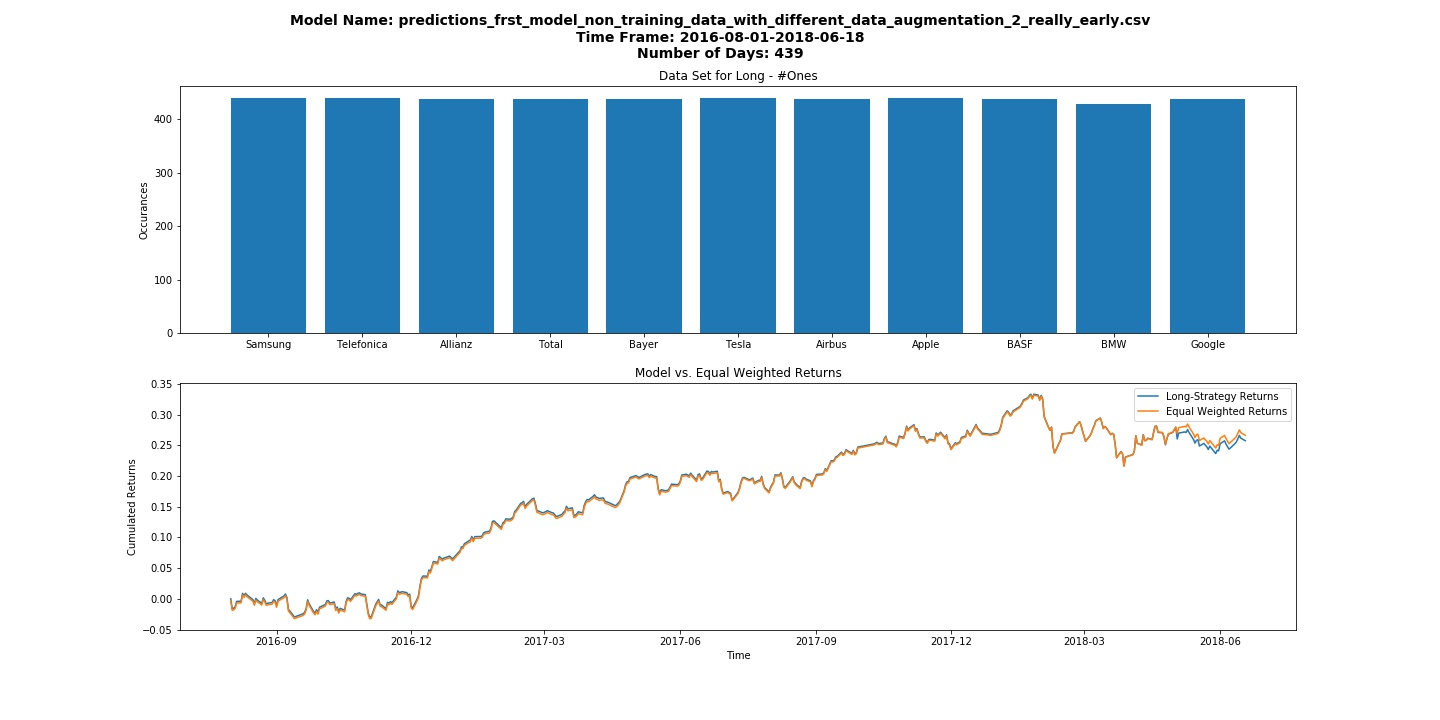 Model Name: predictions_frst_model_non_training_data_with_different_data_augmentation_2_really_early.csv
Time Frame: 2016-08-01-2018-06-18
Number of Days: 439
Data Set for Long - #Ones
400
300
200
100
0
Occurances
Samsung Telefonica Allianz Total Bayer Tesla Airbus Apple BASF BMW Google
Model vs. Equal Weighted Returns
0.35
0.30
0.25
0.20
0.15
0.10
0.05
0.00
−0.05
Cumulated Returns
Long-Strategy Returns
Equal Weighted Returns
2016-09 2016-12 2017-03 2017-06 2017-09 2017-12 2018-03 2018-06
Time